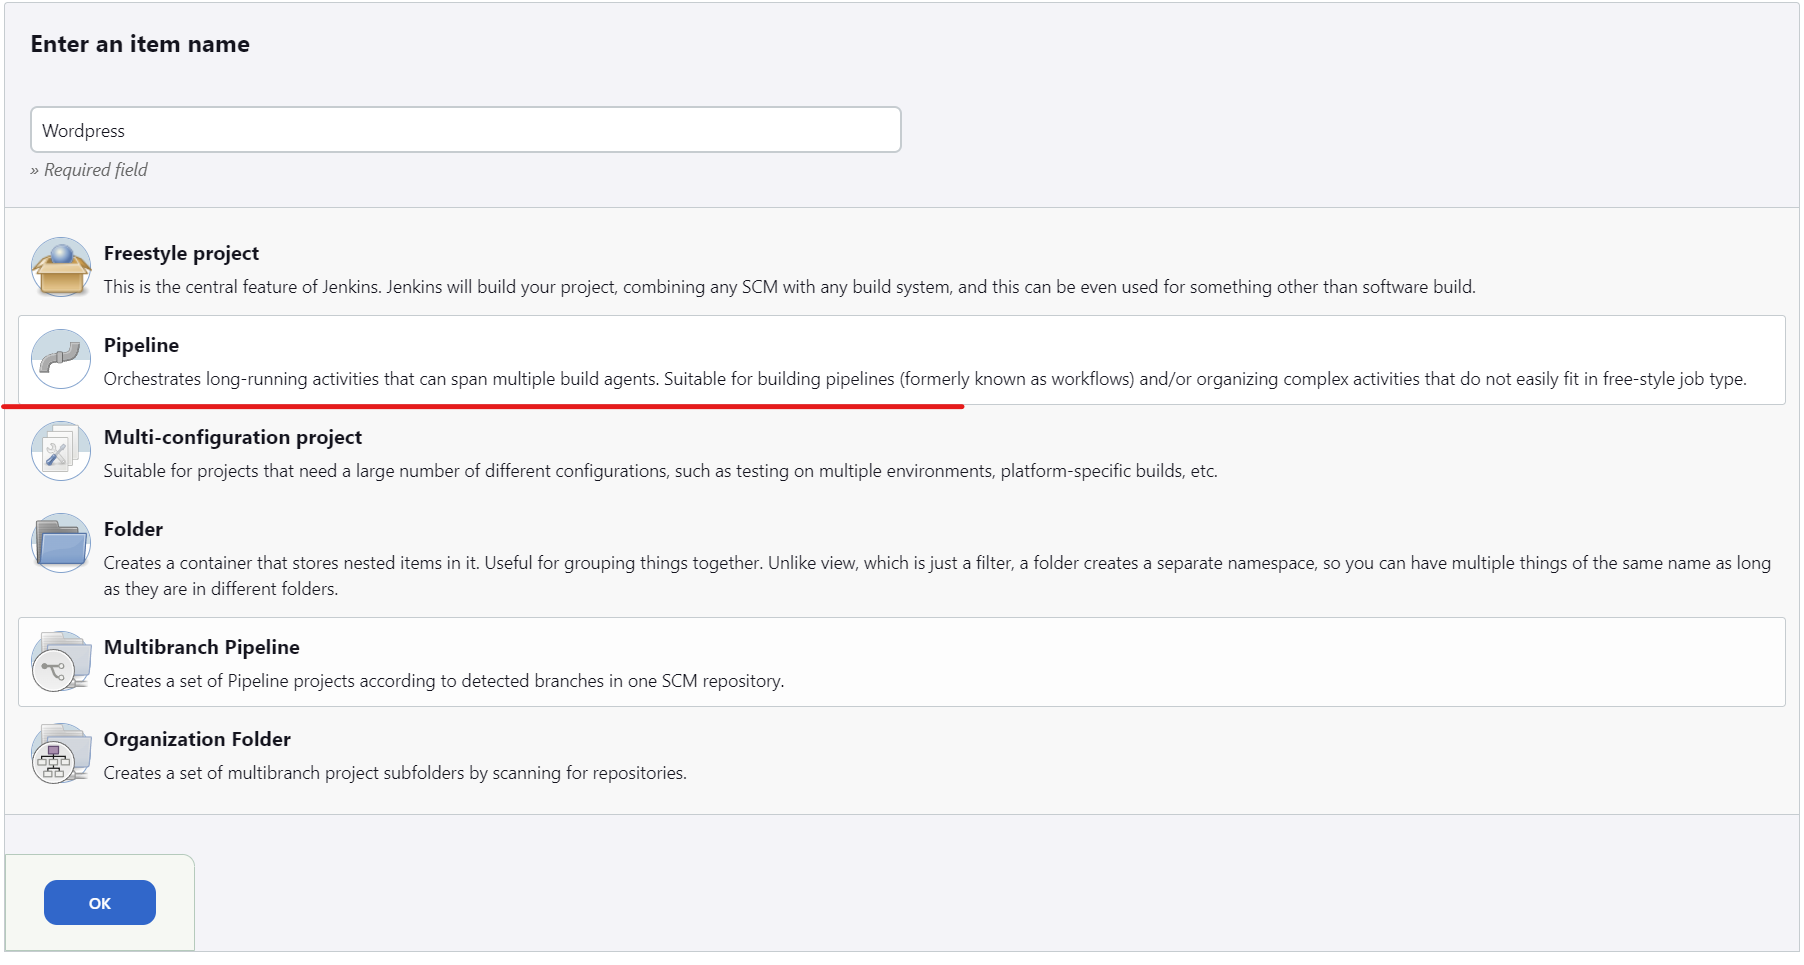 Enter an item name
Wordpress
» Required field
Freestyle project
This is the central feature of Jenkins. Jenkins will build your project, combining any SCM with any build system, and this can be even used for something other than software build.
Pipeline
Orchestrates long-running activities that can span multiple build agents. Suitable for building pipelines (formerly known as workflows) and/or organizing complex activities that do not easily fit in free-style job type.
Multi-configuration project
Suitable for projects that need a large number of different configurations, such as testing on multiple environments, platform-specific builds, etc.
Folder
Creates a container that stores nested items in it. Useful for grouping things together. Unlike view, which is just a filter, a folder creates a separate namespace, so you can have multiple things of the same name as long
as they are in different folders.
Multibranch Pipeline
Creates a set of Pipeline projects according to detected branches in one SCM repository.
Organization Folder
Creates a set of multibranch project subfolders by scanning for repositories.
OK